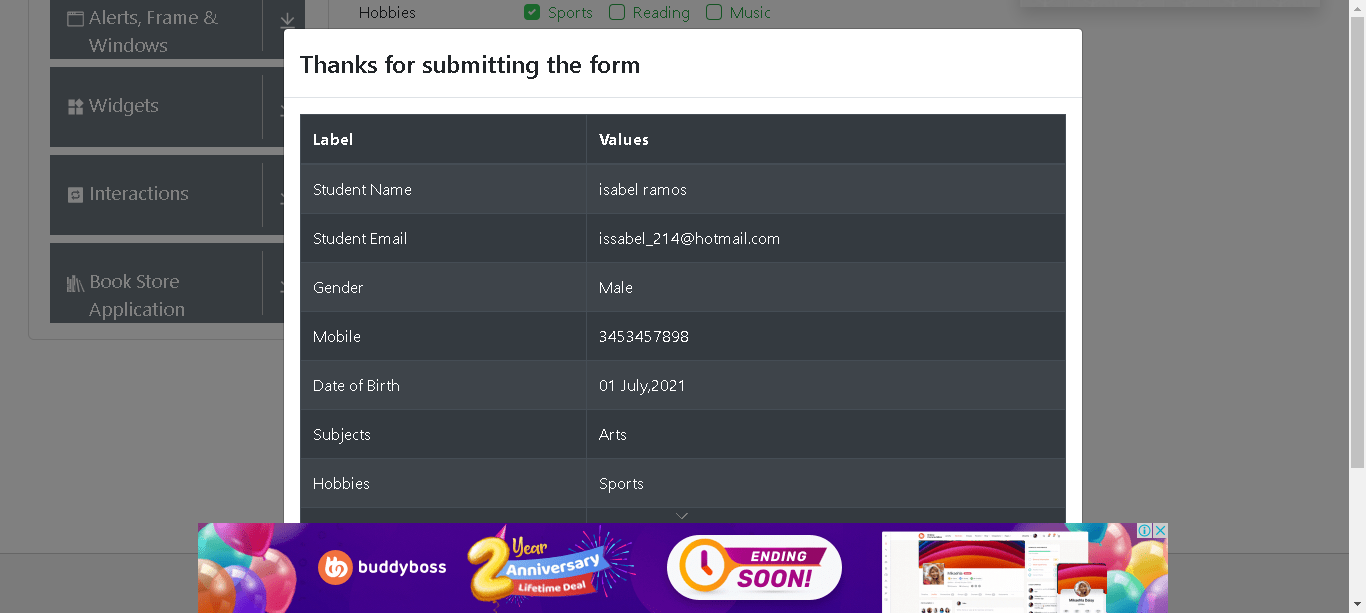 Hobbies Sports Reading Music
Alerts, Frame &
Windows
Widgets
Interactions
Book Store
Application
Thanks for submitting the form
Label Values
Student Name isabel ramos
Student Email issabel_214@hotmail.com
Gender Male
Mobile 3453457898
Date of Birth 01 July,2021
Subjects Arts
Hobbies Sports
buddyboss
2 Year
Anniversary
Lifetime Deal
ENDING
SOON!